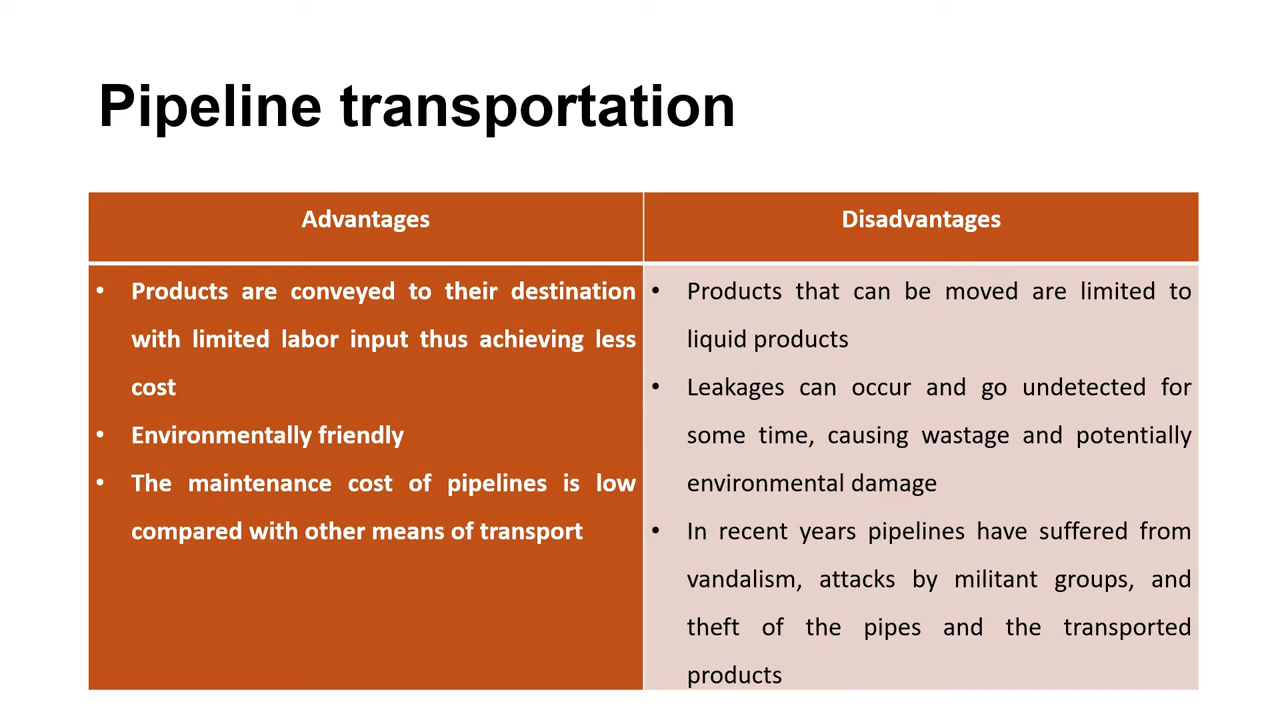 Pipeline transportation
Advantages
Disadvantages
• Products are conveyed to their destination
with limited labor input thus achieving less
cost
• Environmentally friendly
• The maintenance cost of pipelines is low
compared with other means of transport
• Products that can be moved are limited to
liquid products
• Leakages can occur and go undetected for
some time, causing wastage and potentially
environmental damage
• In recent years pipelines have suffered from
vandalism, attacks by militant groups, and
theft of the pipes and the transported
products